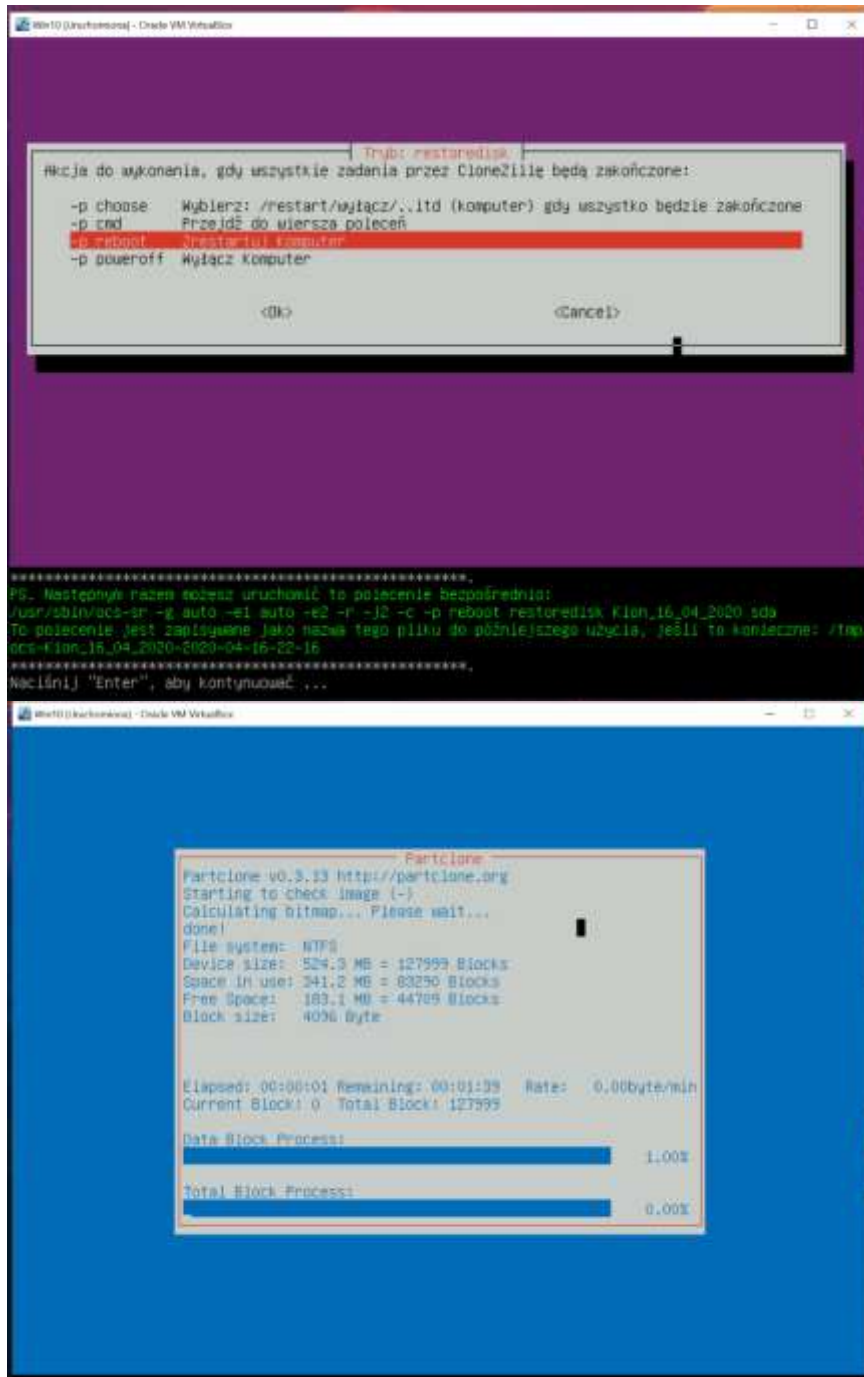 Win10 [Uruchomiona] - Oracle VM VirtualBox
Tryb: restoredisk
Akcja do wykonania, gdy wszystkie zadania przez CloneZillę będą zakończone:
-p choose Wybierz: /restart/wyłącz/..itd (komputer) gdy wszystko będzie zakończone
-p cmd Przejdź do wiersza poleceń
-p reboot Zrestartuj Komputer
-p poweroff Wyłącz Komputer
<Ok> <Cancel>
*****************************************************.
PS. Następnym razem możesz uruchomić to polecenie bezpośrednio:
/usr/sbin/ocs-sr -g auto -e1 auto -e2 -r -j2 -c -p reboot restoredisk Klon_16_04_2020 sda
To polecenie jest zapisywane jako nazwa tego pliku do późniejszego użycia, jeśli to konieczne: /tmp
ocs-Klon_16_04_2020-2020-04-16-22-16
*****************************************************.
Naciśnij "Enter", aby kontynuować ...
Win10 [Uruchomiona] - Oracle VM VirtualBox
Partclone
Partclone v0.3.13 http://partclone.org
Starting to check image (-)
Calculating bitmap... Please wait...
done!
File system: NTFS
Device size: 524.3 MB = 127999 Blocks
Space in use: 341.2 MB = 83290 Blocks
Free Space: 183.1 MB = 44709 Blocks
Block size: 4096 Byte
Elapsed: 00:00:01 Remaining: 00:01:39 Rate: 0.00byte/min
Current Block: 0 Total Block: 127999
Data Block Process:
1.00%
Total Block Process:
0.00%